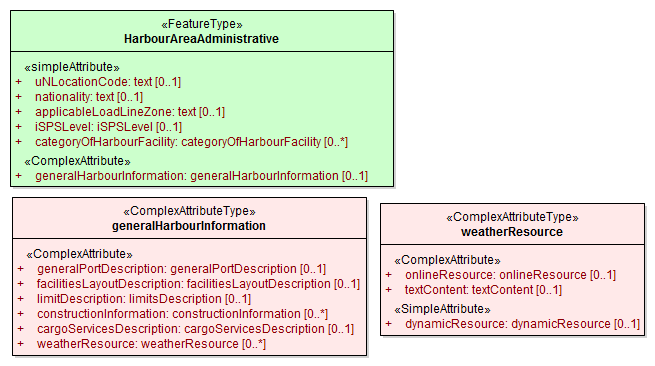 «FeatureType»
HarbourAreaAdministrative
«simpleAttribute»
+ uNLocationCode: text [0..1]
+ nationality: text [0..1]
+ applicableLoadLineZone: text [0..1]
+ iSPSLevel: iSPSLevel [0..1]
+ categoryOfHarbourFacility: categoryOfHarbourFacility [0..*]
«ComplexAttribute»
+ generalHarbourInformation: generalHarbourInformation [0..1]
«ComplexAttributeType»
generalHarbourInformation
«ComplexAttribute»
+ generalPortDescription: generalPortDescription [0..1]
+ facilitiesLayoutDescription: facilitiesLayoutDescription [0..1]
+ limitDescription: limitsDescription [0..1]
+ constructionInformation: constructionInformation [0..*]
+ cargoServicesDescription: cargoServicesDescription [0..1]
+ weatherResource: weatherResource [0..*]
«ComplexAttributeType»
weatherResource
«ComplexAttribute»
+ onlineResource: onlineResource [0..1]
+ textContent: textContent [0..1]
«SimpleAttribute»
+ dynamicResource: dynamicResource [0..1]